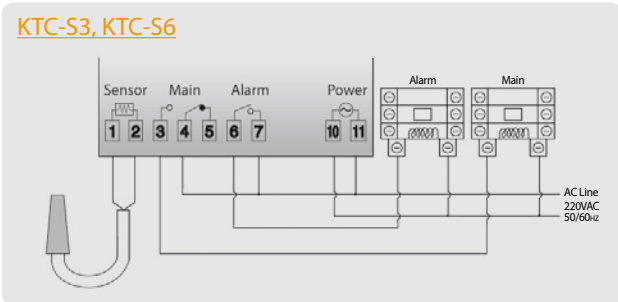 KTC-S3, KTC-S6
Sensor Main Alarm Power
1 2 3 4 5 6 7 10 11
Alarm Main
AC Line
220VAC
50/60HZ